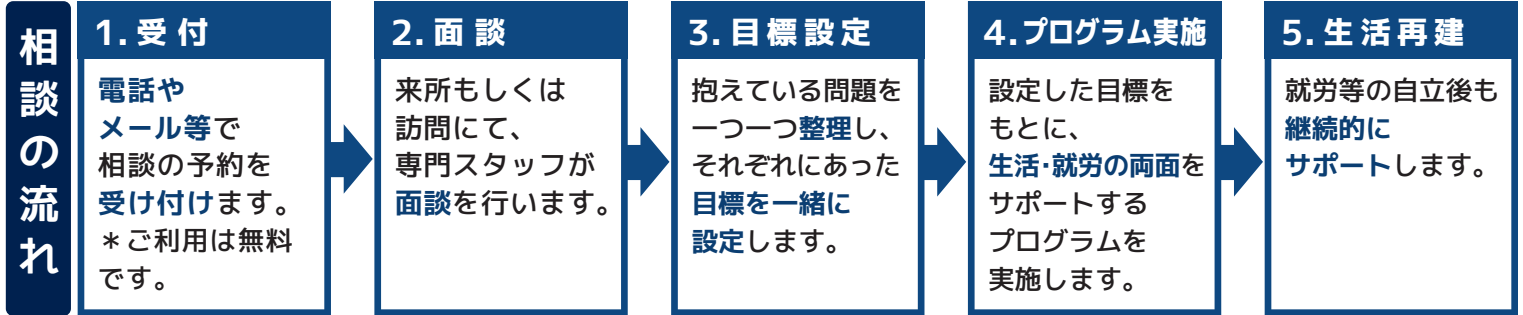 相談の流れ
1.受付
電話や
メール等で
相談の予約を
受け付けます。
＊ご利用は無料
です。
2.面談
来所もしくは
訪問にて、
専門スタッフが
面談を行います。
3.目標設定
抱えている問題を
一つ一つ整理し、
それぞれにあった
目標を一緒に
設定します。
4.プログラム実施
設定した目標を
もとに、
生活・就労の両面を
サポートする
プログラムを
実施します。
5.生活再建
就労等の自立後も
継続的に
サポートします。